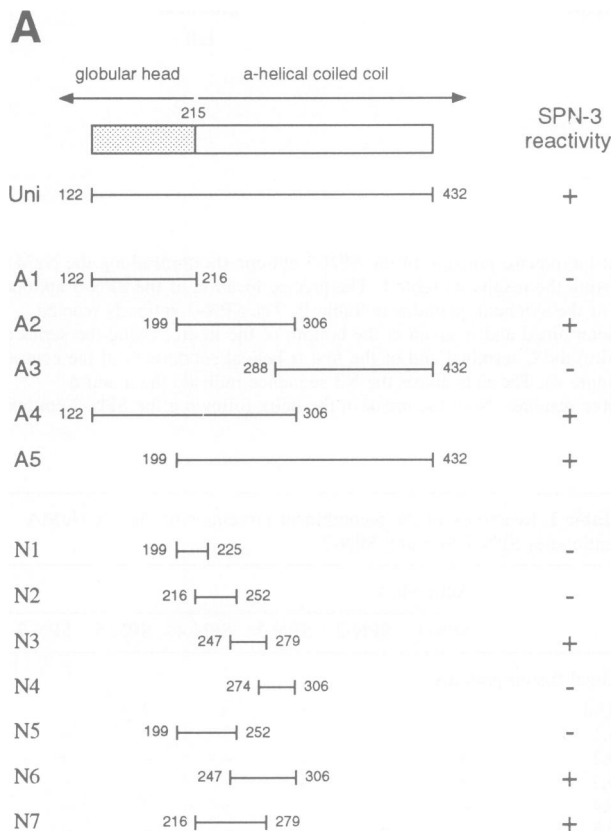 A
globular head a-helical coiled coil
215
SPN-3
reactivity
Uni 122 432 +
A1 122 216 -
A2 199 306 +
A3 288 432 -
A4 122 306 +
A5 199 432 +
N1 199 225 -
N2 216 252 -
N3 247 279 +
N4 274 306 -
N5 199 252 -
N6 247 306 +
N7 216 279 +